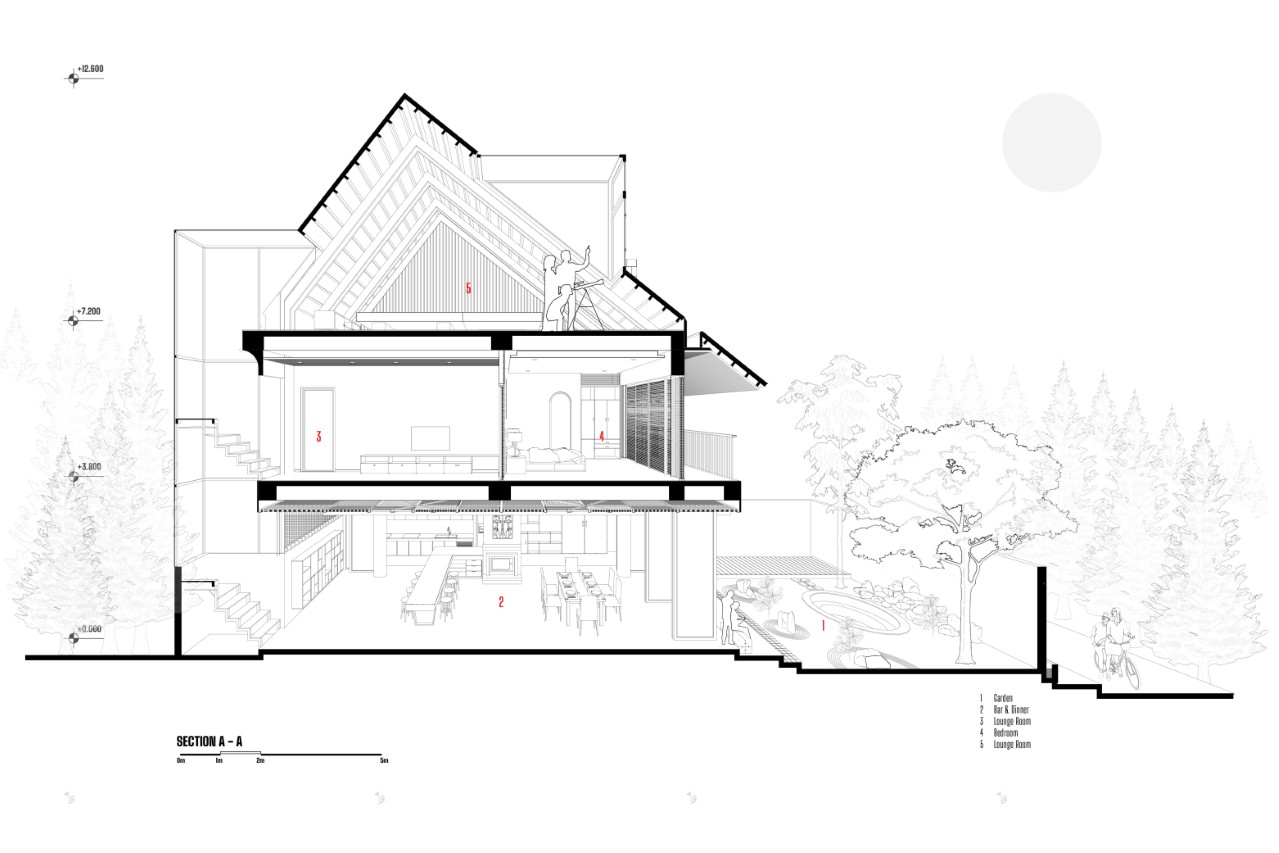 +12.600
5
+7.200
3
4
+3.800
2
+0.000
1
1 Garden
2 Bar & Dinner
3 Lounge Room
4 Bedroom
5 Lounge Room
SECTION A - A
0m 1m 2m 5m